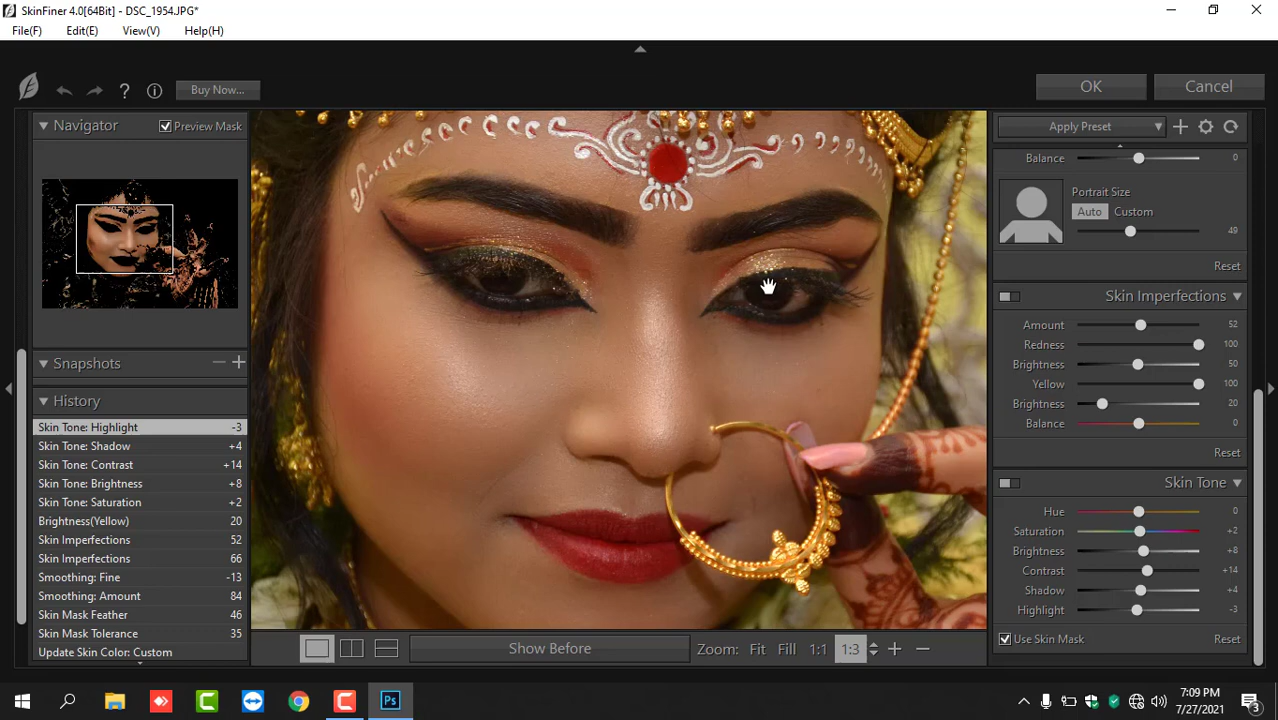 SkinFiner 4.0[64Bit] - DSC_1954.JPG*
File(F) Edit(E) View(V) Help(H)
Buy Now...
OK Cancel
Navigator Preview Mask
Snapshots
History
Skin Tone: Highlight -3
Skin Tone: Shadow +4
Skin Tone: Contrast +14
Skin Tone: Brightness +8
Skin Tone: Saturation +2
Brightness(Yellow) 20
Skin Imperfections 52
Skin Imperfections 66
Smoothing: Fine -13
Smoothing: Amount 84
Skin Mask Feather 46
Skin Mask Tolerance 35
Update Skin Color: Custom
Show Before
Zoom: Fit Fill 1:1 1:3
Apply Preset
Balance 0
Portrait Size
Auto Custom
49
Reset
Skin Imperfections
Amount 52
Redness 100
Brightness 50
Yellow 100
Brightness 20
Balance 0
Reset
Skin Tone
Hue 0
Saturation +2
Brightness +8
Contrast +14
Shadow +4
Highlight -3
Use Skin Mask Reset
Ps
7:09 PM
7/27/2021
3